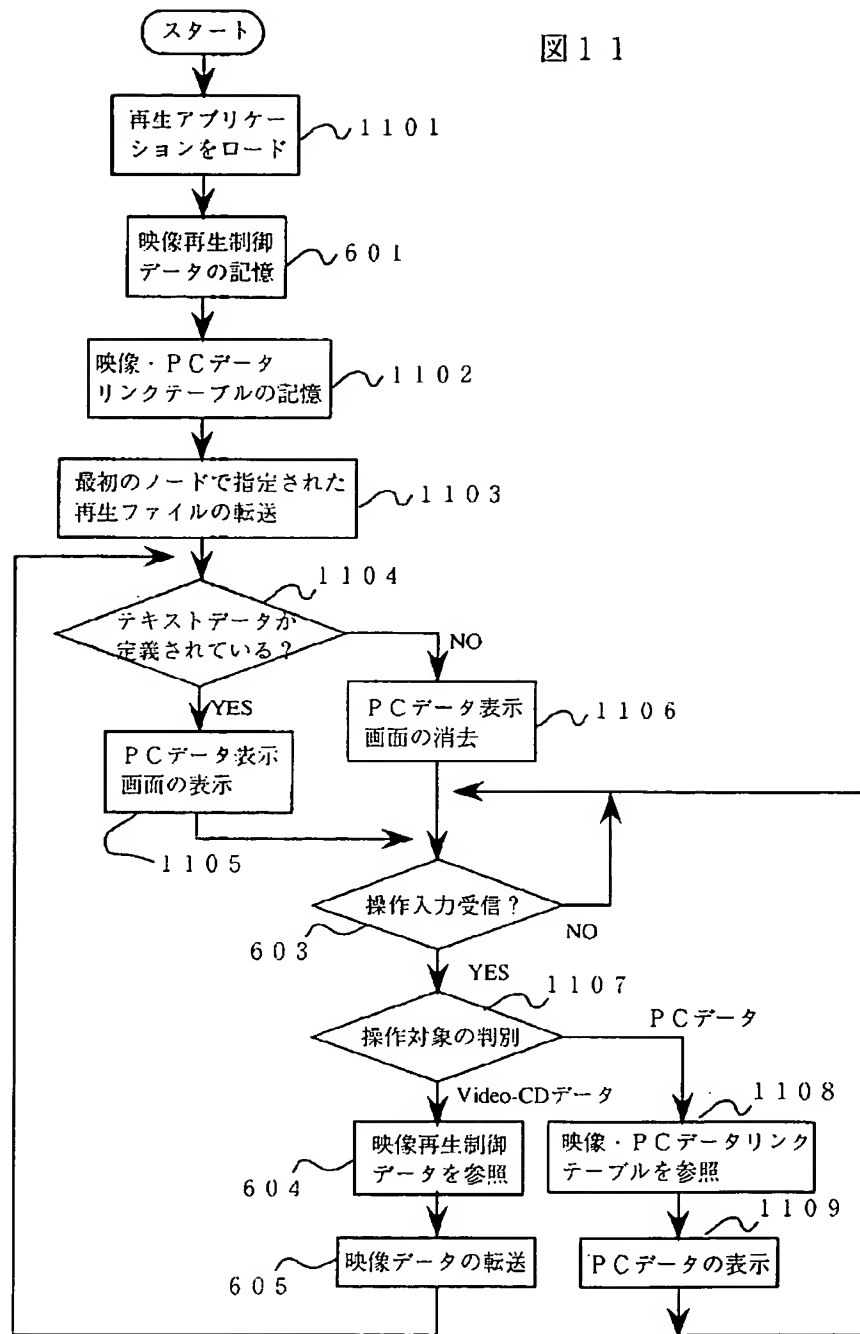 スタート
図11
再生アプリケー
ションをロード
1101
映像再生制御
データの記憶
601
映像・PCデータ
リンクテーブルの記憶
1102
最初のノードで指定された
再生ファイルの転送
1103
1104
テキストデータが
定義されている?
NO
YES
PCデータ表示
画面の消去
1106
PCデータ表示
画面の表示
1105
操作入力受信?
603
NO
YES
1107
操作対象の判別
PCデータ
Video-CDデータ
1108
映像再生制御
データを参照
604
映像・PCデータリンク
テーブルを参照
1109
映像データの転送
605
PCデータの表示